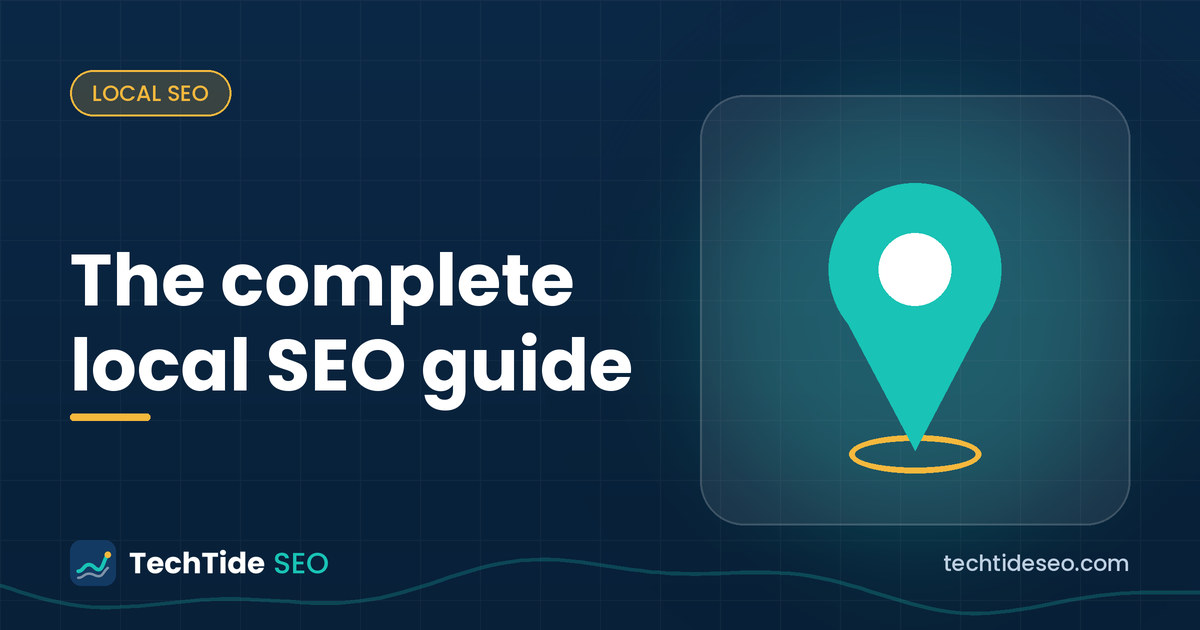 LOCAL SEO
The complete
local SEO guide
TechTide SEO
techtideseo.com